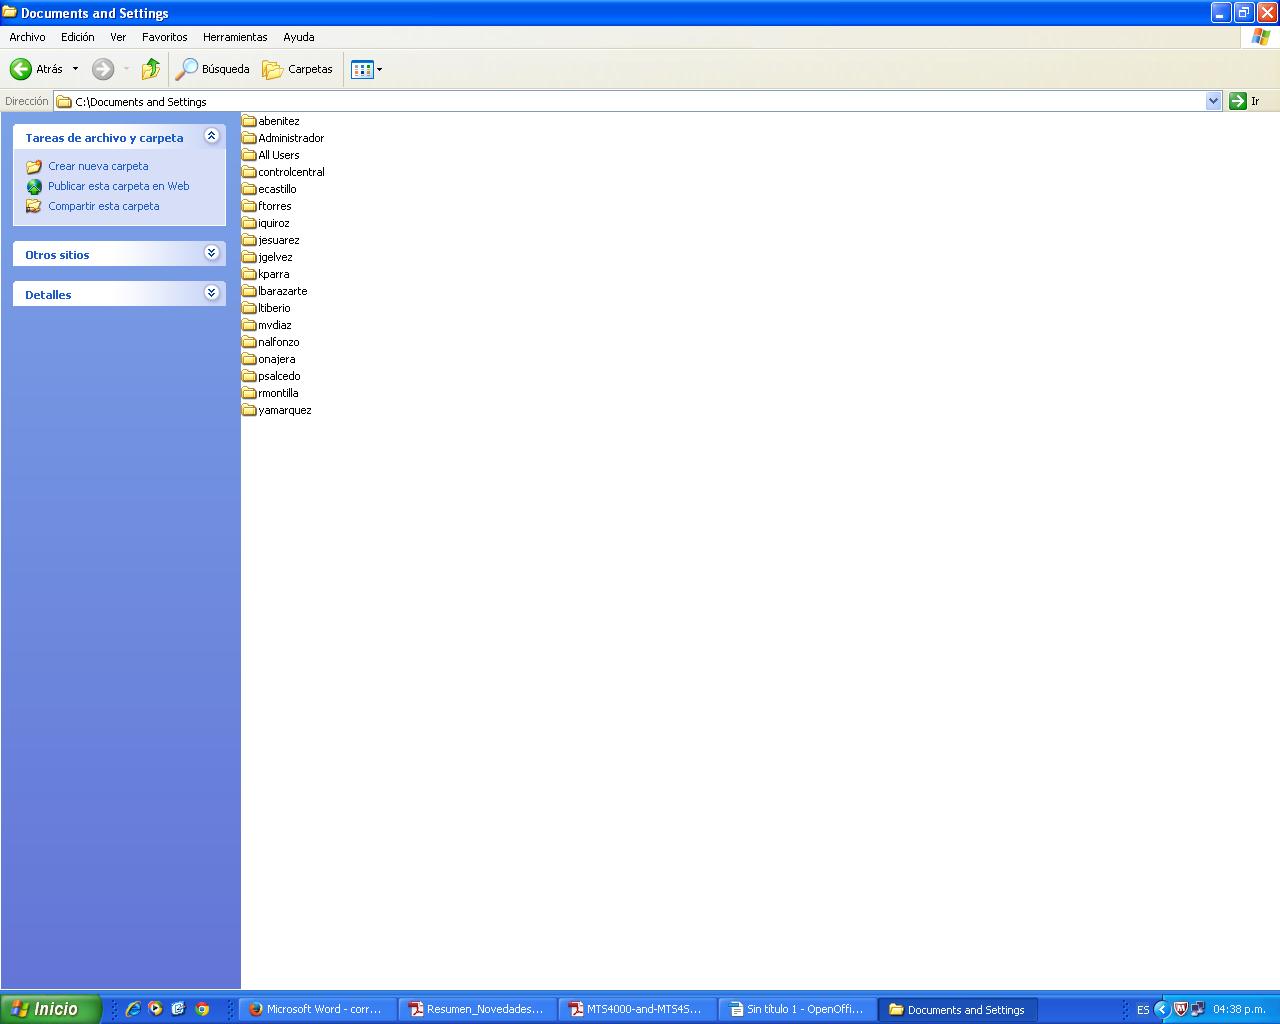 Documents and Settings
Archivo Edición Ver Favoritos Herramientas Ayuda
Atrás Búsqueda Carpetas
Dirección C:\Documents and Settings Ir
Tareas de archivo y carpeta
Crear nueva carpeta
Publicar esta carpeta en Web
Compartir esta carpeta
Otros sitios
Detalles
abenitez
Administrador
All Users
controlcentral
ecastillo
ftorres
iquiroz
jesuarez
jgelvez
kparra
lbarazarte
ltiberio
mvdiaz
nalfonzo
onajera
psalcedo
rmontilla
yamarquez
Inicio Microsoft Word - corr... Resumen_Novedades... MTS4000-and-MTS4S... Sin título 1 - OpenOffi... Documents and Settings ES 04:38 p.m.